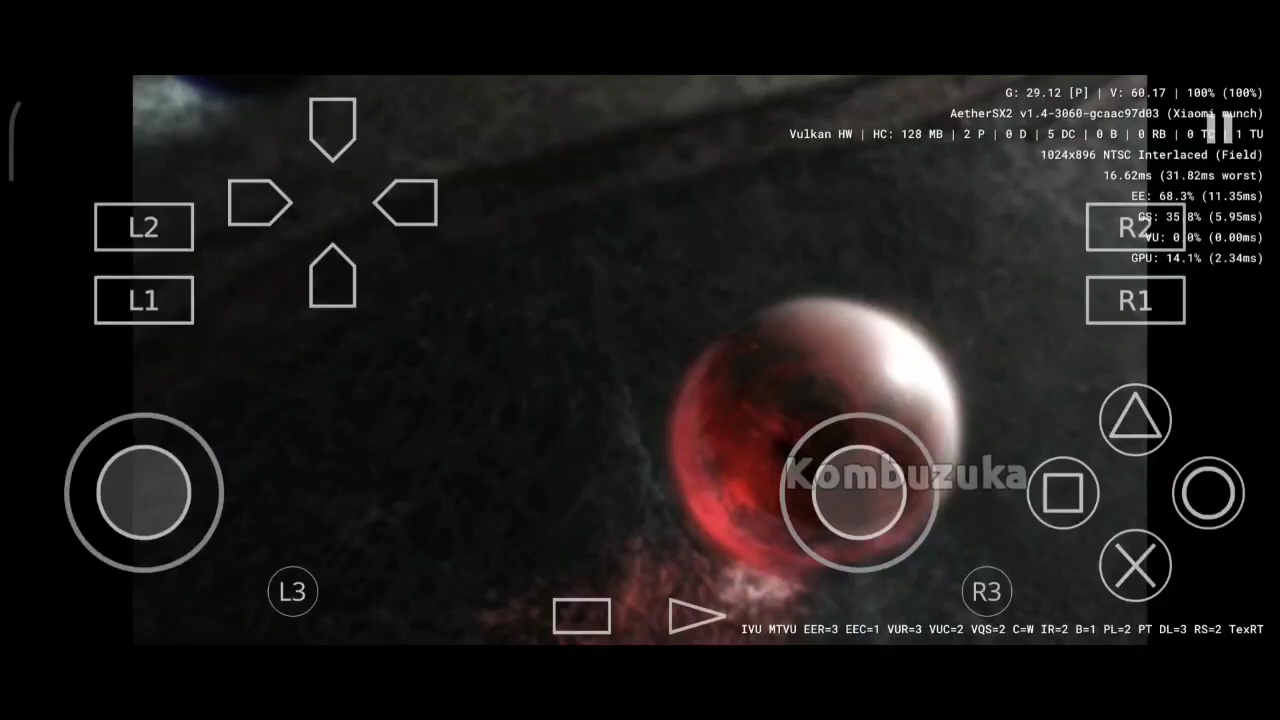 G: 29.12 [P] | V: 60.17 | 100% (100%)
AetherSX2 v1.4-3060-gcaac97d03 (Xiaomi munch)
Vulkan HW | HC: 128 MB | 2 P | 0 D | 5 DC | 0 B | 0 RB | 0 TC | 1 TU
1024x896 NTSC Interlaced (Field)
16.62ms (31.82ms worst)
EE: 68.3% (11.35ms)
GS: 35.8% (5.95ms)
VU: 0.0% (0.00ms)
GPU: 14.1% (2.34ms)
L2
R2
L1
R1
Kombuzuka
L3
R3
IVU MTVU EER=3 EEC=1 VUR=3 VUC=2 VQS=2 C=W IR=2 B=1 PL=2 PT DL=3 RS=2 TexRT